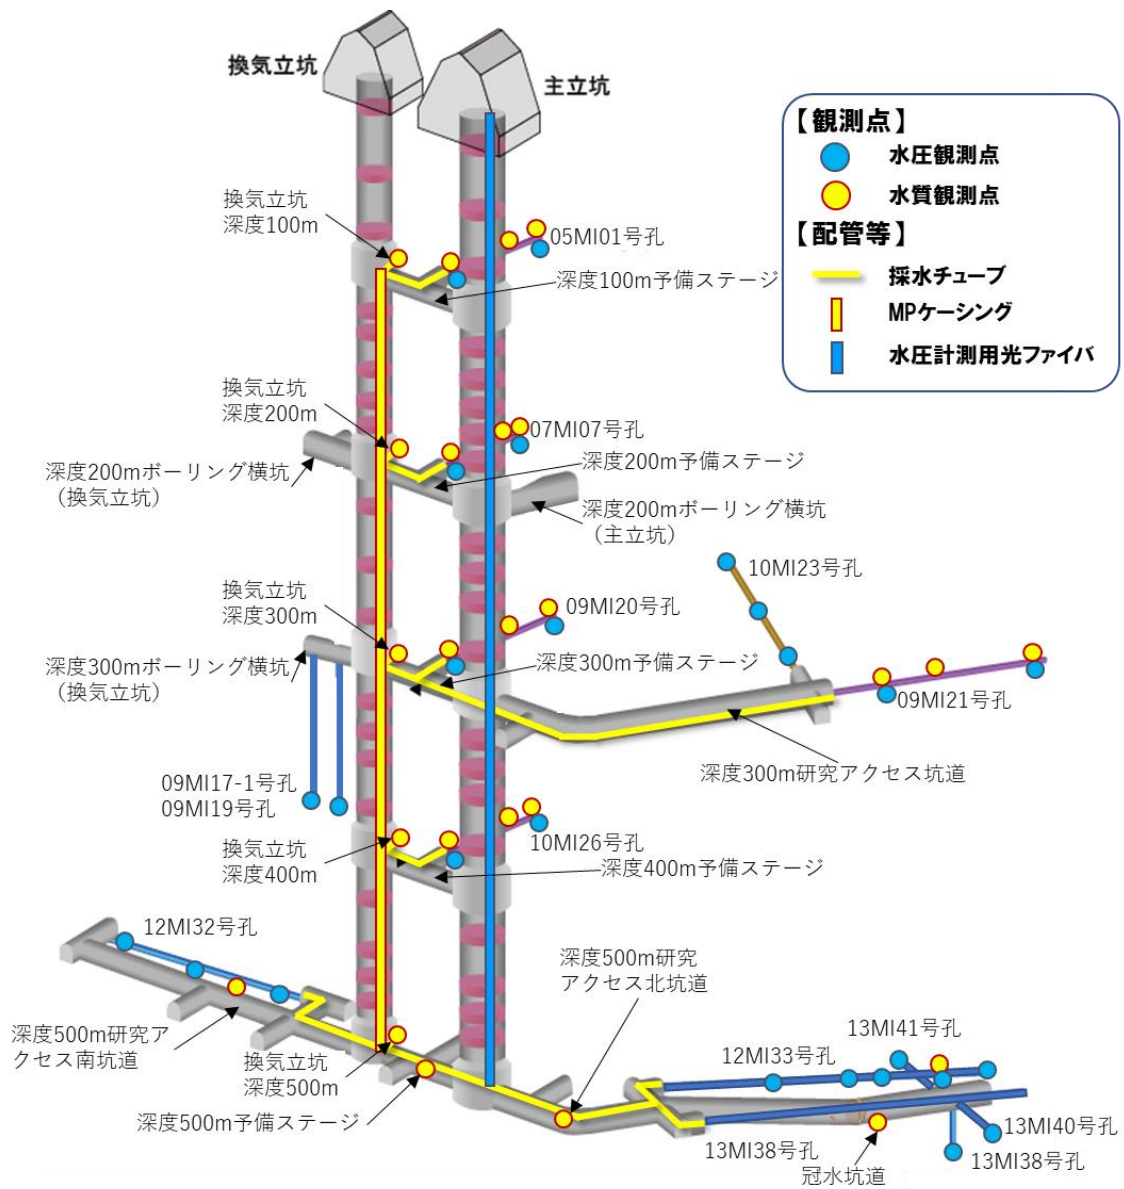 換気立坑
主立坑
【観測点】
水圧観測点
水質観測点
【配管等】
採水チューブ
MPケーシング
水圧計測用光ファイバ
換気立坑
深度100m
05MI01号孔
深度100m予備ステージ
換気立坑
深度200m
07MI07号孔
深度200m予備ステージ
深度200mボーリング横坑
（換気立坑）
深度200mボーリング横坑
（主立坑）
10MI23号孔
換気立坑
深度300m
09MI20号孔
深度300m予備ステージ
深度300mボーリング横坑
（換気立坑）
09MI21号孔
深度300m研究アクセス坑道
09MI17-1号孔
09MI19号孔
10MI26号孔
換気立坑
深度400m
深度400m予備ステージ
12MI32号孔
深度500m研究
アクセス北坑道
深度500m研究ア
クセス南坑道
換気立坑
深度500m
深度500m予備ステージ
13MI41号孔
12MI33号孔
13MI40号孔
13MI38号孔
13MI38号孔
冠水坑道